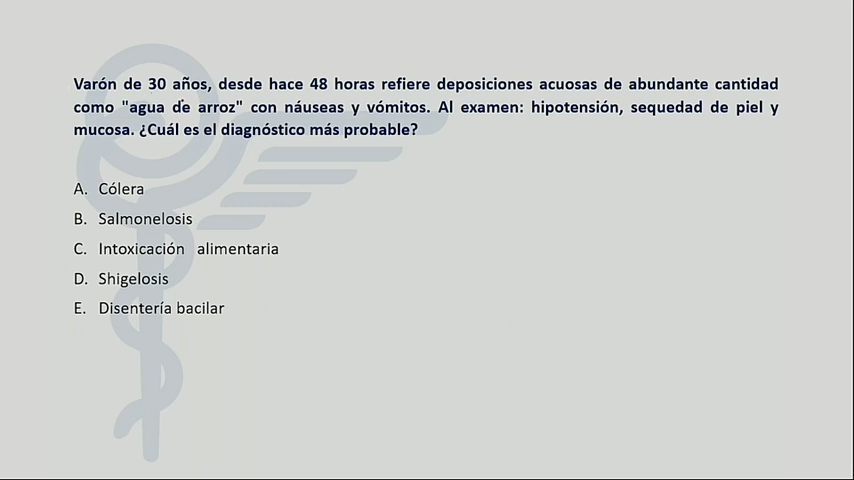 Varón de 30 años, desde hace 48 horas refiere deposiciones acuosas de abundante cantidad
como "agua de arroz" con náuseas y vómitos. Al examen: hipotensión, sequedad de piel y
mucosa. ¿Cuál es el diagnóstico más probable?
A. Cólera
B. Salmonelosis
C. Intoxicación alimentaria
D. Shigelosis
E. Disentería bacilar